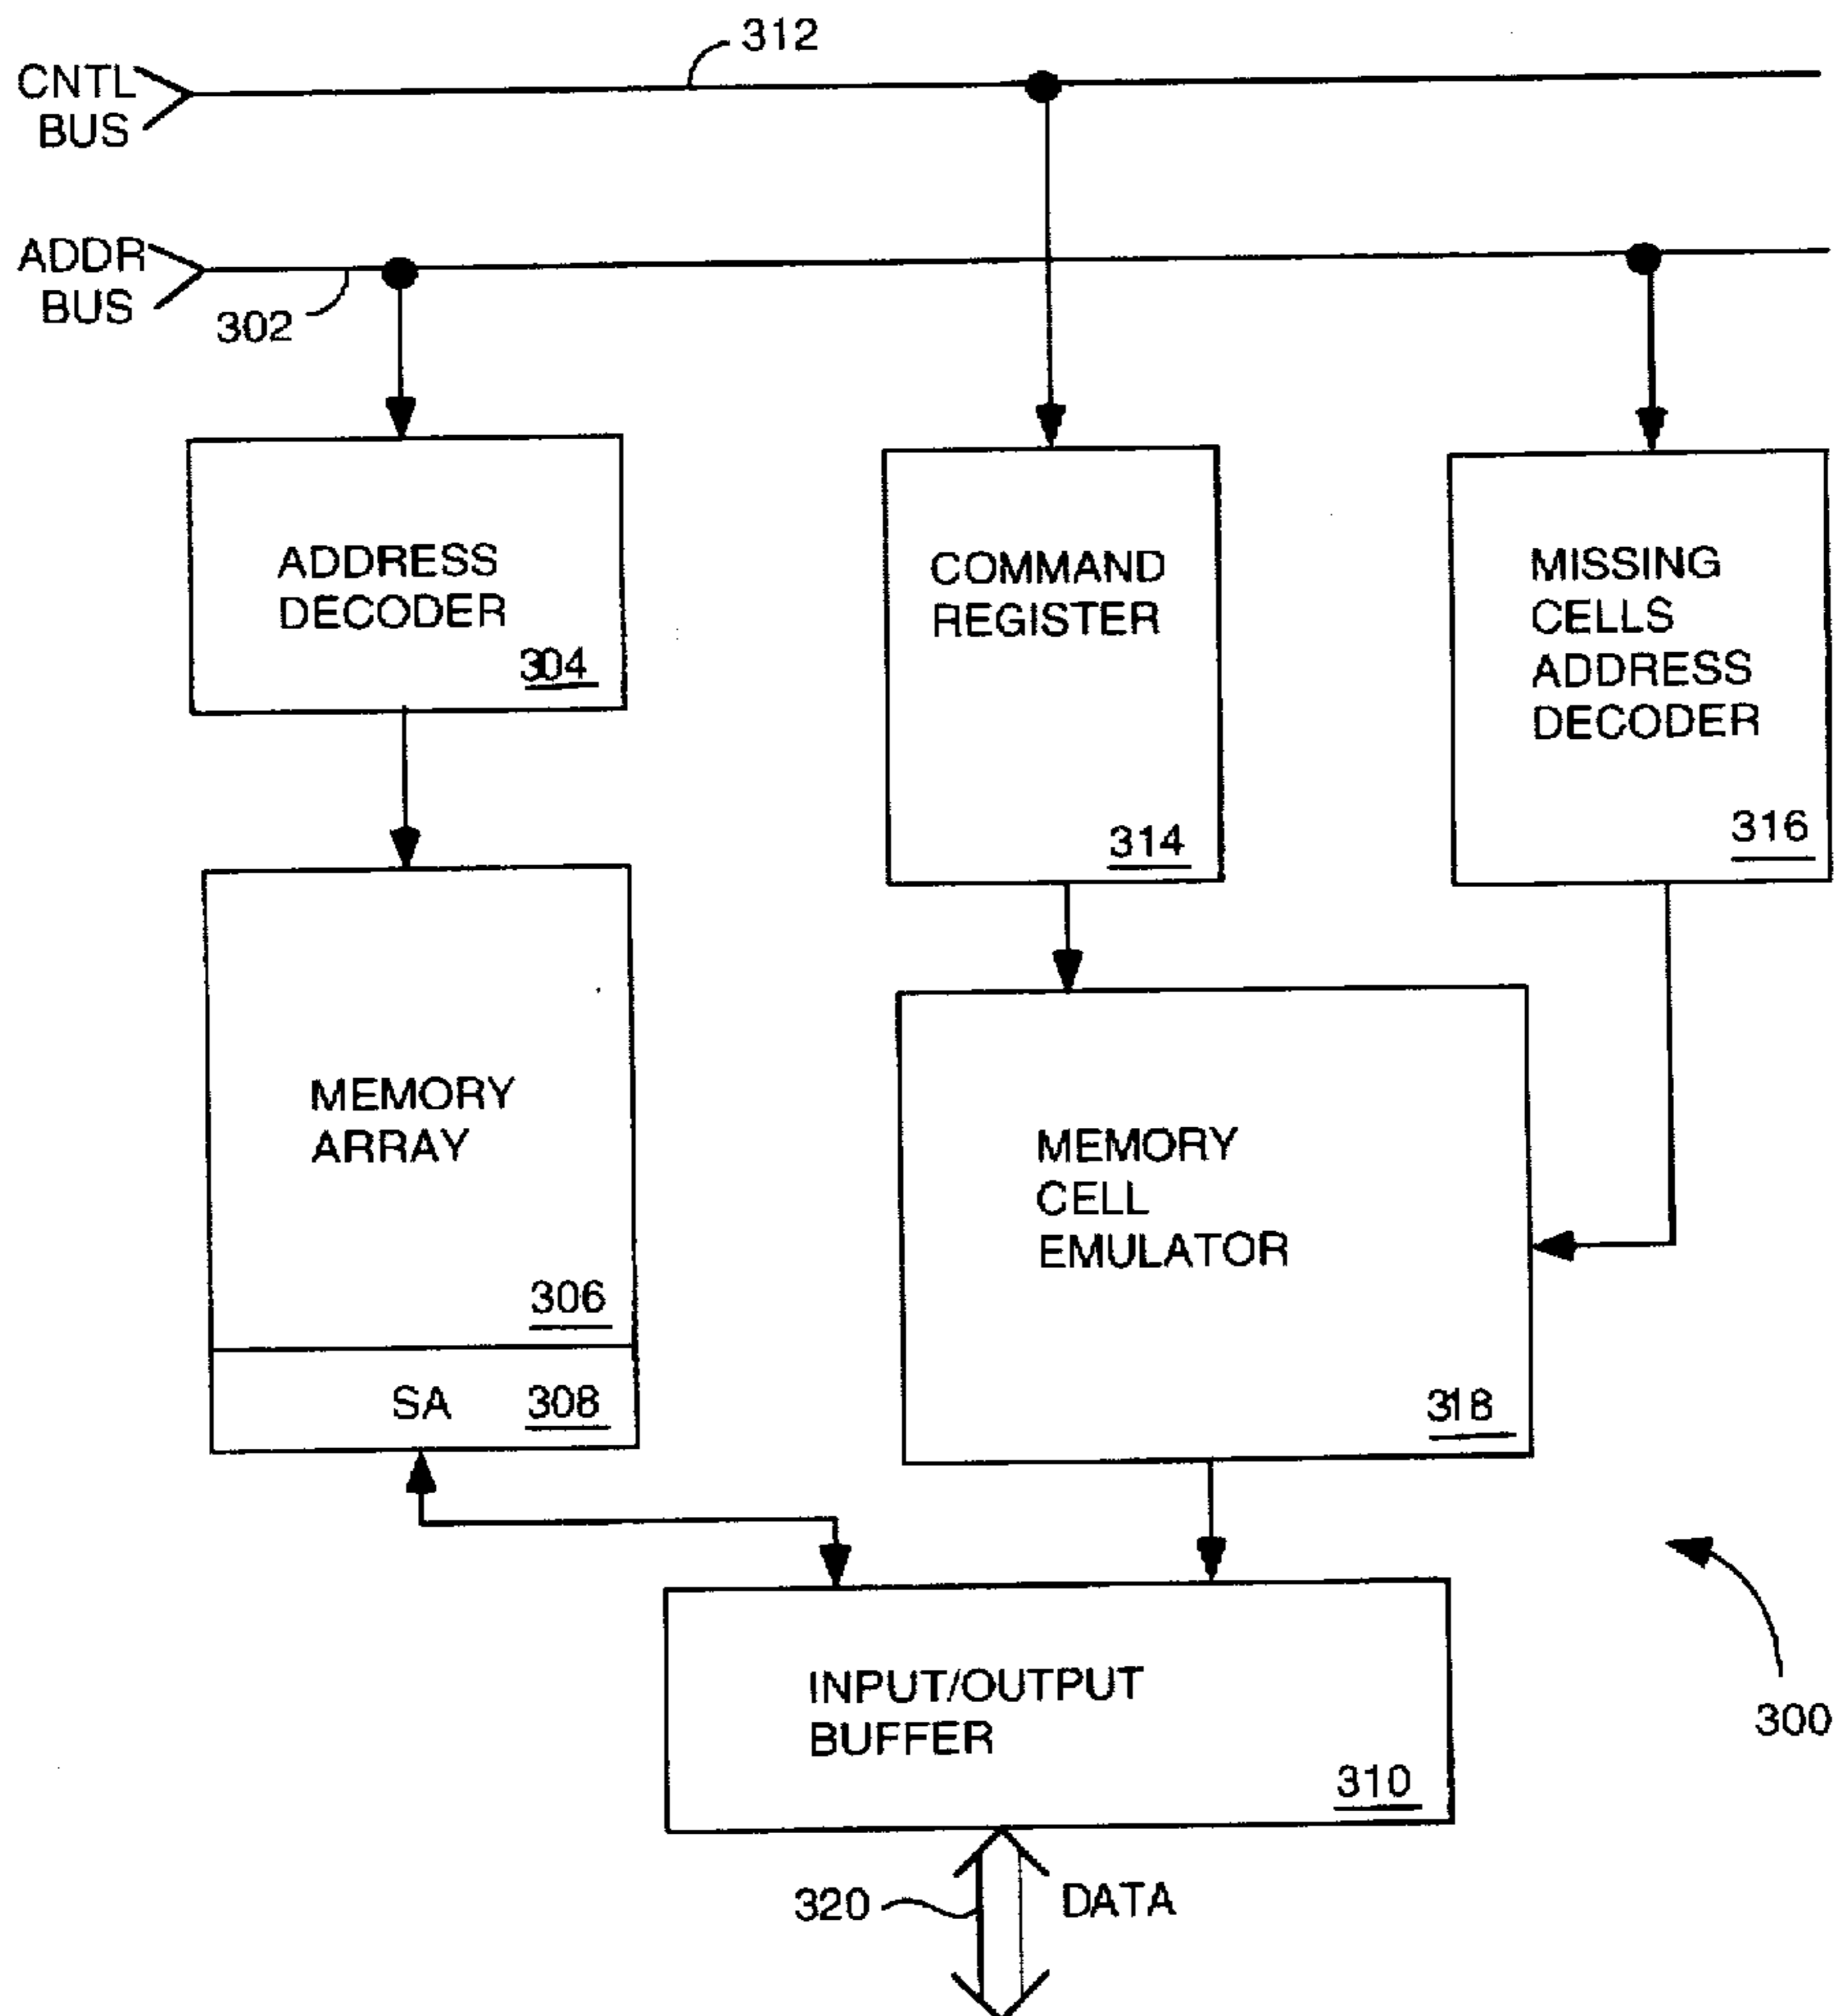 312
CNTL
BUS
ADDR
BUS
302
ADDRESS
DECODER
304
COMMAND
REGISTER
314
MISSING
CELLS
ADDRESS
DECODER
316
MEMORY
ARRAY
306
SA 308
MEMORY
CELL
EMULATOR
318
INPUT/OUTPUT
BUFFER
310
300
320
DATA